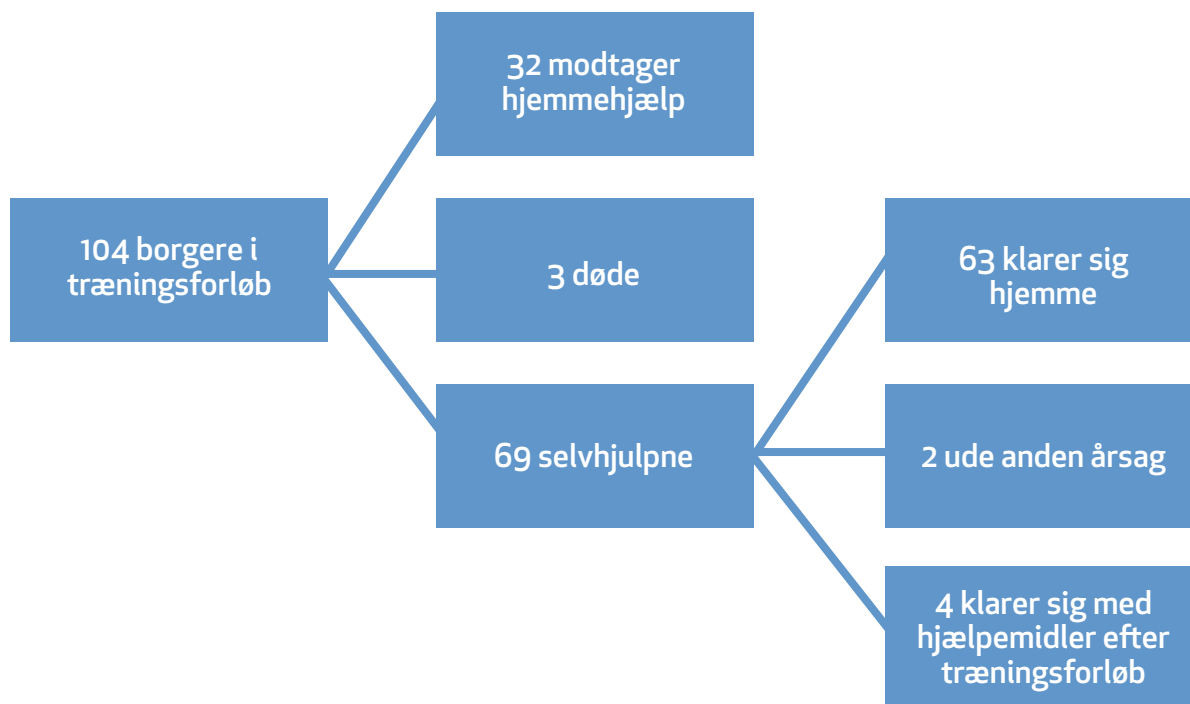 104 borgere i
træningsforløb
32 modtager
hjemmehjælp
3 døde
69 selvhjulpne
63 klarer sig
hjemme
2 ude anden årsag
4 klarer sig med
hjælpemidler efter
træningsforløb